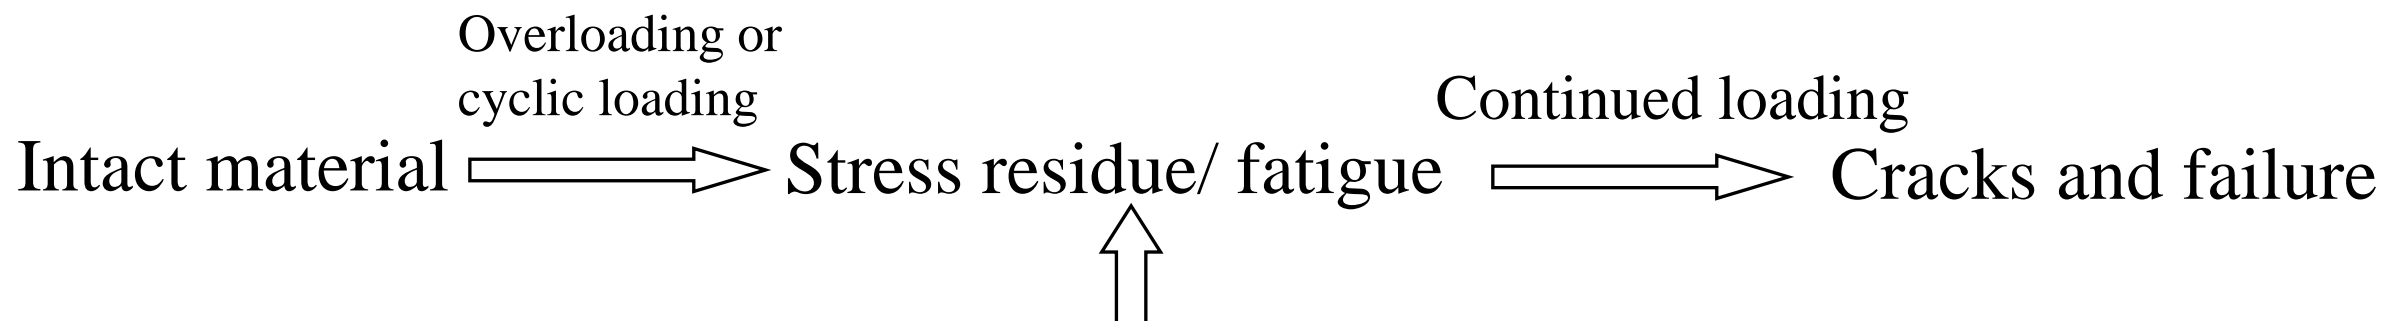 Overloading or
cyclic loading
Continued loading
Intact material
Stress residue/ fatigue
Cracks and failure